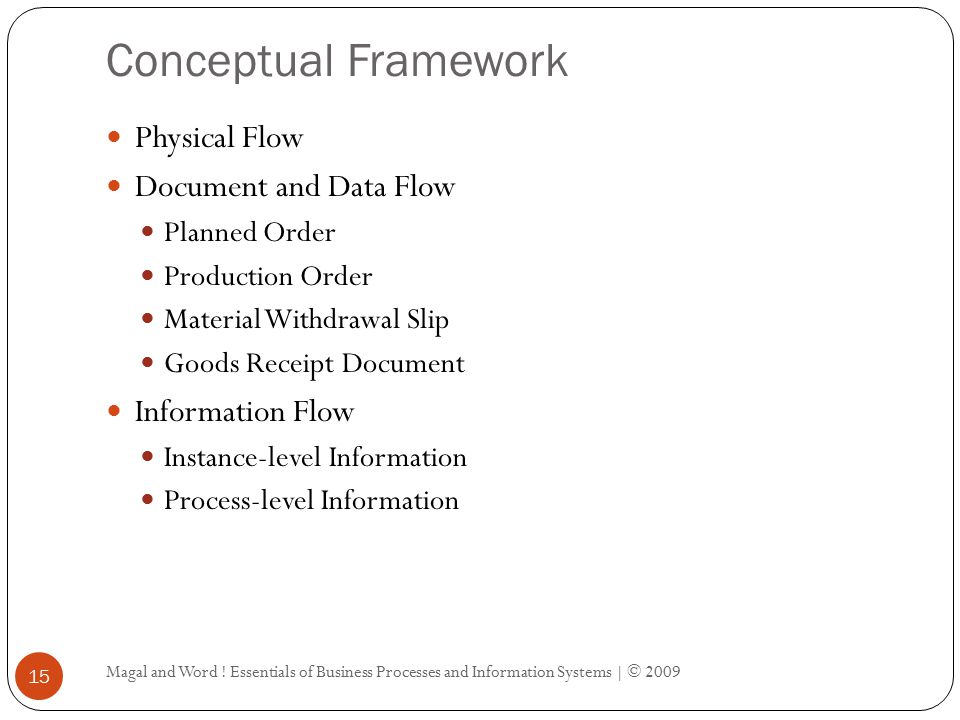 Conceptual Framework
Physical Flow
Document and Data Flow
Planned Order
Production Order
Material Withdrawal Slip
Goods Receipt Document
Information Flow
Instance-level Information
Process-level Information
15
Magal and Word ! Essentials of Business Processes and Information Systems | © 2009